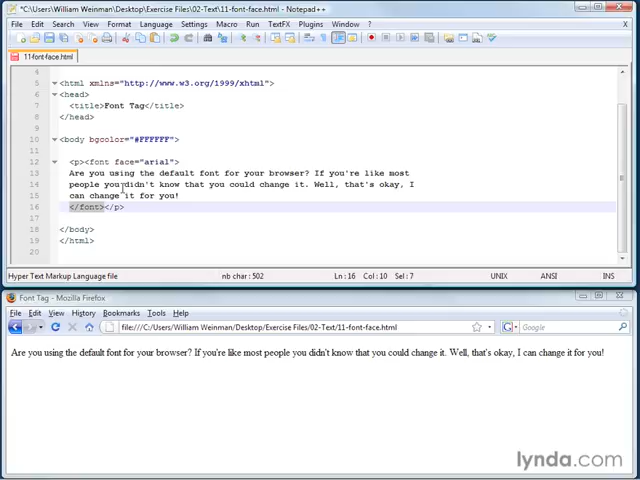 *C:\Users\William Weinman\Desktop\Exercise Files\02-Text\11-font-face.html - Notepad++
File Edit Search View Format Language Settings Macro Run TextFX Plugins Window ?
11-font-face.html
4
5 <html xmlns="http://www.w3.org/1999/xhtml">
6 <head>
7 <title>Font Tag</title>
8 </head>
9
10 <body bgcolor="#FFFFFF">
11
12 <p><font face="arial">
13 Are you using the default font for your browser? If you're like most
14 people you didn't know that you could change it. Well, that's okay, I
15 can change it for you!
16 </font></p>
17
18 </body>
19 </html>
20
Hyper Text Markup Language file nb char : 502 Ln : 16 Col : 10 Sel : 7 UNIX ANSI INS
Font Tag - Mozilla Firefox
File Edit View History Bookmarks Tools Help
file:///C:/Users/William Weinman/Desktop/Exercise Files/02-Text/11-font-face.html Google
Are you using the default font for your browser? If you're like most people you didn't know that you could change it. Well, that's okay, I can change it for you!
lynda.com